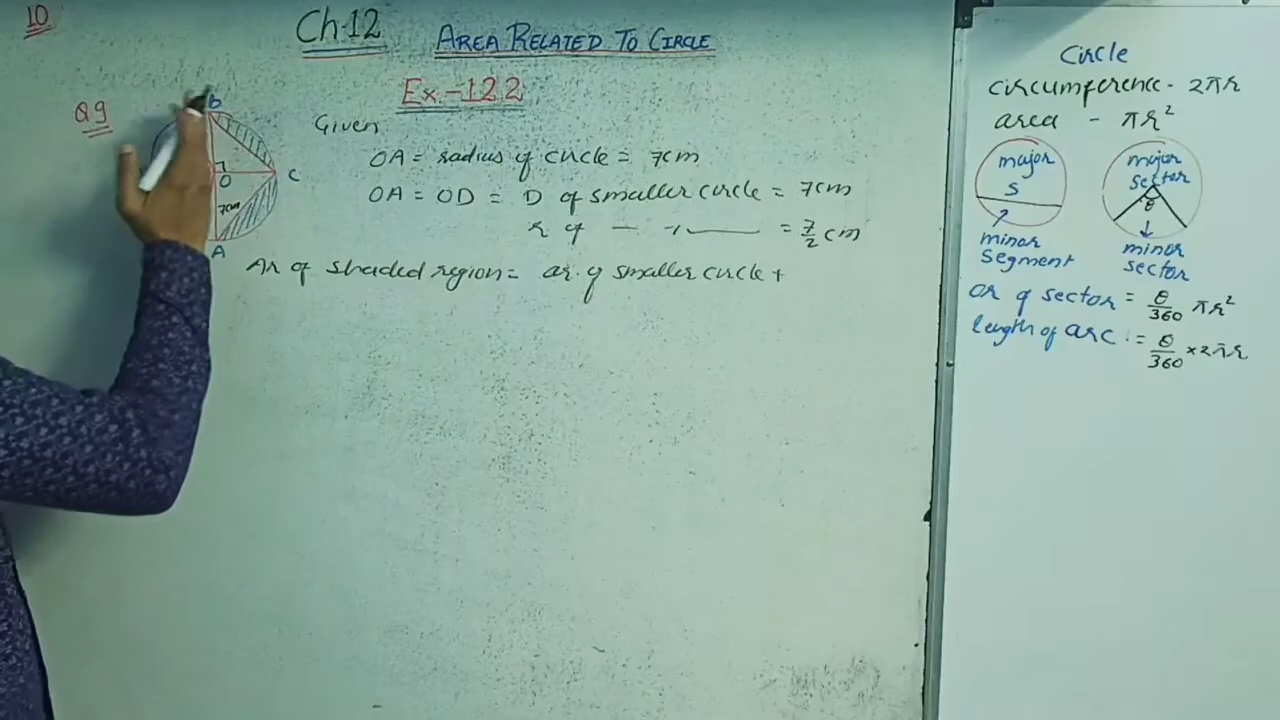 10
Ch-12
AREA RELATED TO CIRCLE
Ex-12.2
Q9
B
O
C
7cm
A
Given
OA = radius of circle = 7cm
OA = OD = D of smaller circle = 7cm
r of — -"- — = 7/2 cm
Ar of shaded region = ar. of smaller circle +
Circle
circumference - 2πr
area - πr²
major
S
minor
segment
major
sector
θ
minor
sector
ar of sector = θ/360 πr²
length of arc := θ/360 × 2πr